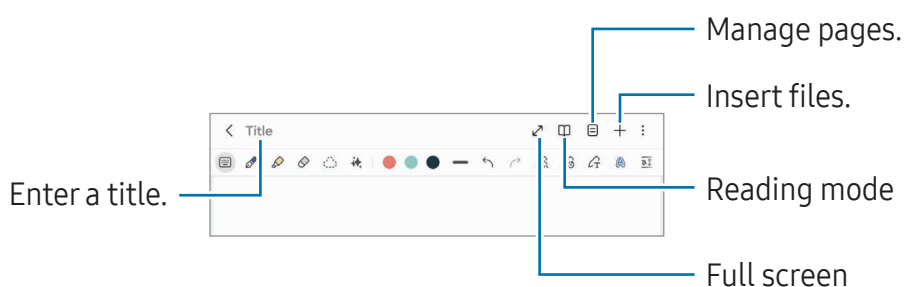 Manage pages.
Insert files.
Title
Enter a title.
Reading mode
Full screen